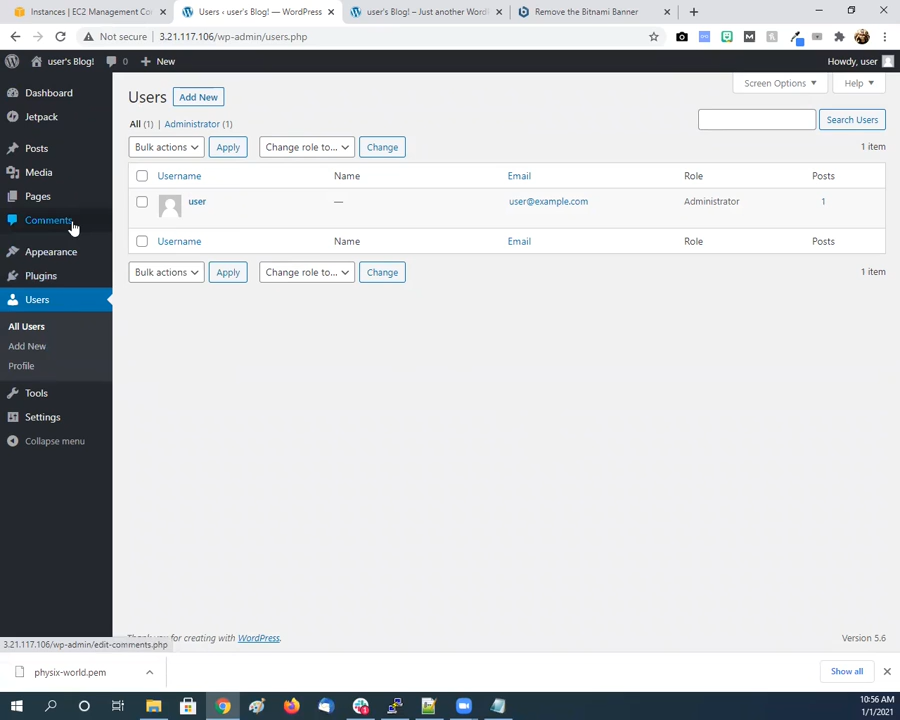 Instances | EC2 Management Co
Users ‹ user's Blog! — WordPress
user's Blog! – Just another Word
Remove the Bitnami Banner
Not secure
3.21.117.106/wp-admin/users.php
user's Blog!
0
New
Howdy, user
Dashboard
Jetpack
Posts
Media
Pages
Comments
Appearance
Plugins
Users
All Users
Add New
Profile
Tools
Settings
Collapse menu
Screen Options
Help
Users
Add New
All (1) | Administrator (1)
Search Users
Bulk actions
Apply
Change role to...
Change
1 item
Username
Name
Email
Role
Posts
user
—
user@example.com
Administrator
1
Username
Name
Email
Role
Posts
Bulk actions
Apply
Change role to...
Change
1 item
Thank you for creating with WordPress.
Version 5.6
3.21.117.106/wp-admin/edit-comments.php
physix-world.pem
Show all
10:56 AM
1/1/2021